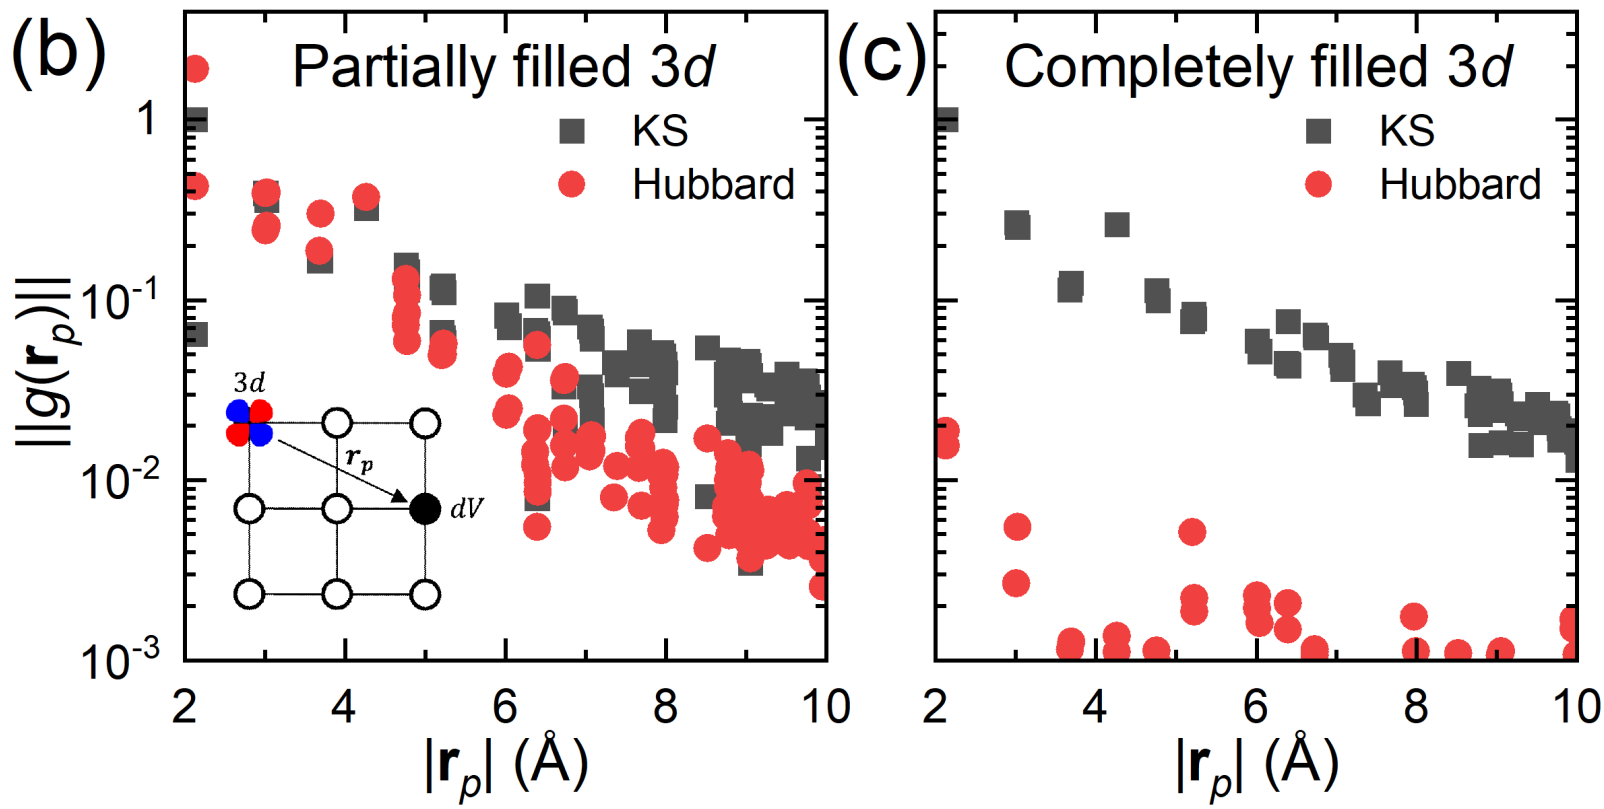 (b) Partially filled 3d
KS
Hubbard
||g(r_p)||
1
10^-1
10^-2
10^-3
3d
r_p
dV
2 4 6 8 10
|r_p| (Å)
(c) Completely filled 3d
KS
Hubbard
2 4 6 8 10
|r_p| (Å)